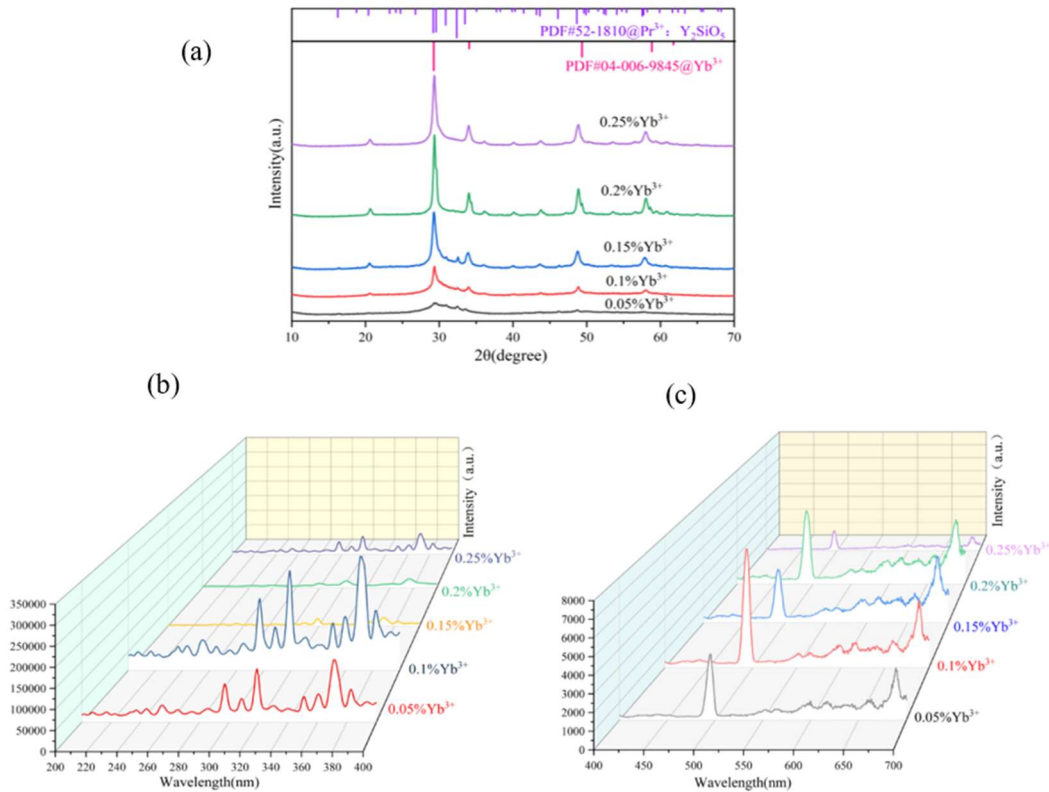 (a)
PDF#52-1810@Pr³⁺: Y₂SiO₅
PDF#04-006-9845@Yb³⁺
0.25%Yb³⁺
0.2%Yb³⁺
0.15%Yb³⁺
0.1%Yb³⁺
0.05%Yb³⁺
Intensity(a.u.)
10 20 30 40 50 60 70
2θ(degree)
(b)
Intensity (a.u.)
0.25%Yb³⁺
0.2%Yb³⁺
0.15%Yb³⁺
0.1%Yb³⁺
0.05%Yb³⁺
350000
300000
250000
200000
150000
100000
50000
0
200 220 240 260 280 300 320 340 360 380 400
Wavelength(nm)
(c)
Intensity (a.u.)
0.25%Yb³⁺
0.2%Yb³⁺
0.15%Yb³⁺
0.1%Yb³⁺
0.05%Yb³⁺
8000
7000
6000
5000
4000
3000
2000
1000
0
400 450 500 550 600 650 700
Wavelength(nm)